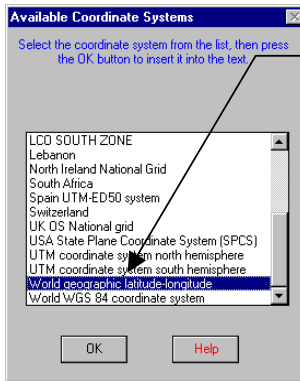 Available Coordinate Systems
Select the coordinate system from the list, then press
the OK button to insert it into the text.
LCO SOUTH ZONE
Lebanon
North Ireland National Grid
South Africa
Spain UTM-ED50 system
Switzerland
UK OS National grid
USA State Plane Coordinate System (SPCS)
UTM coordinate system north hemisphere
UTM coordinate system south hemisphere
World geographic latitude-longitude
World WGS 84 coordinate system
OK
Help